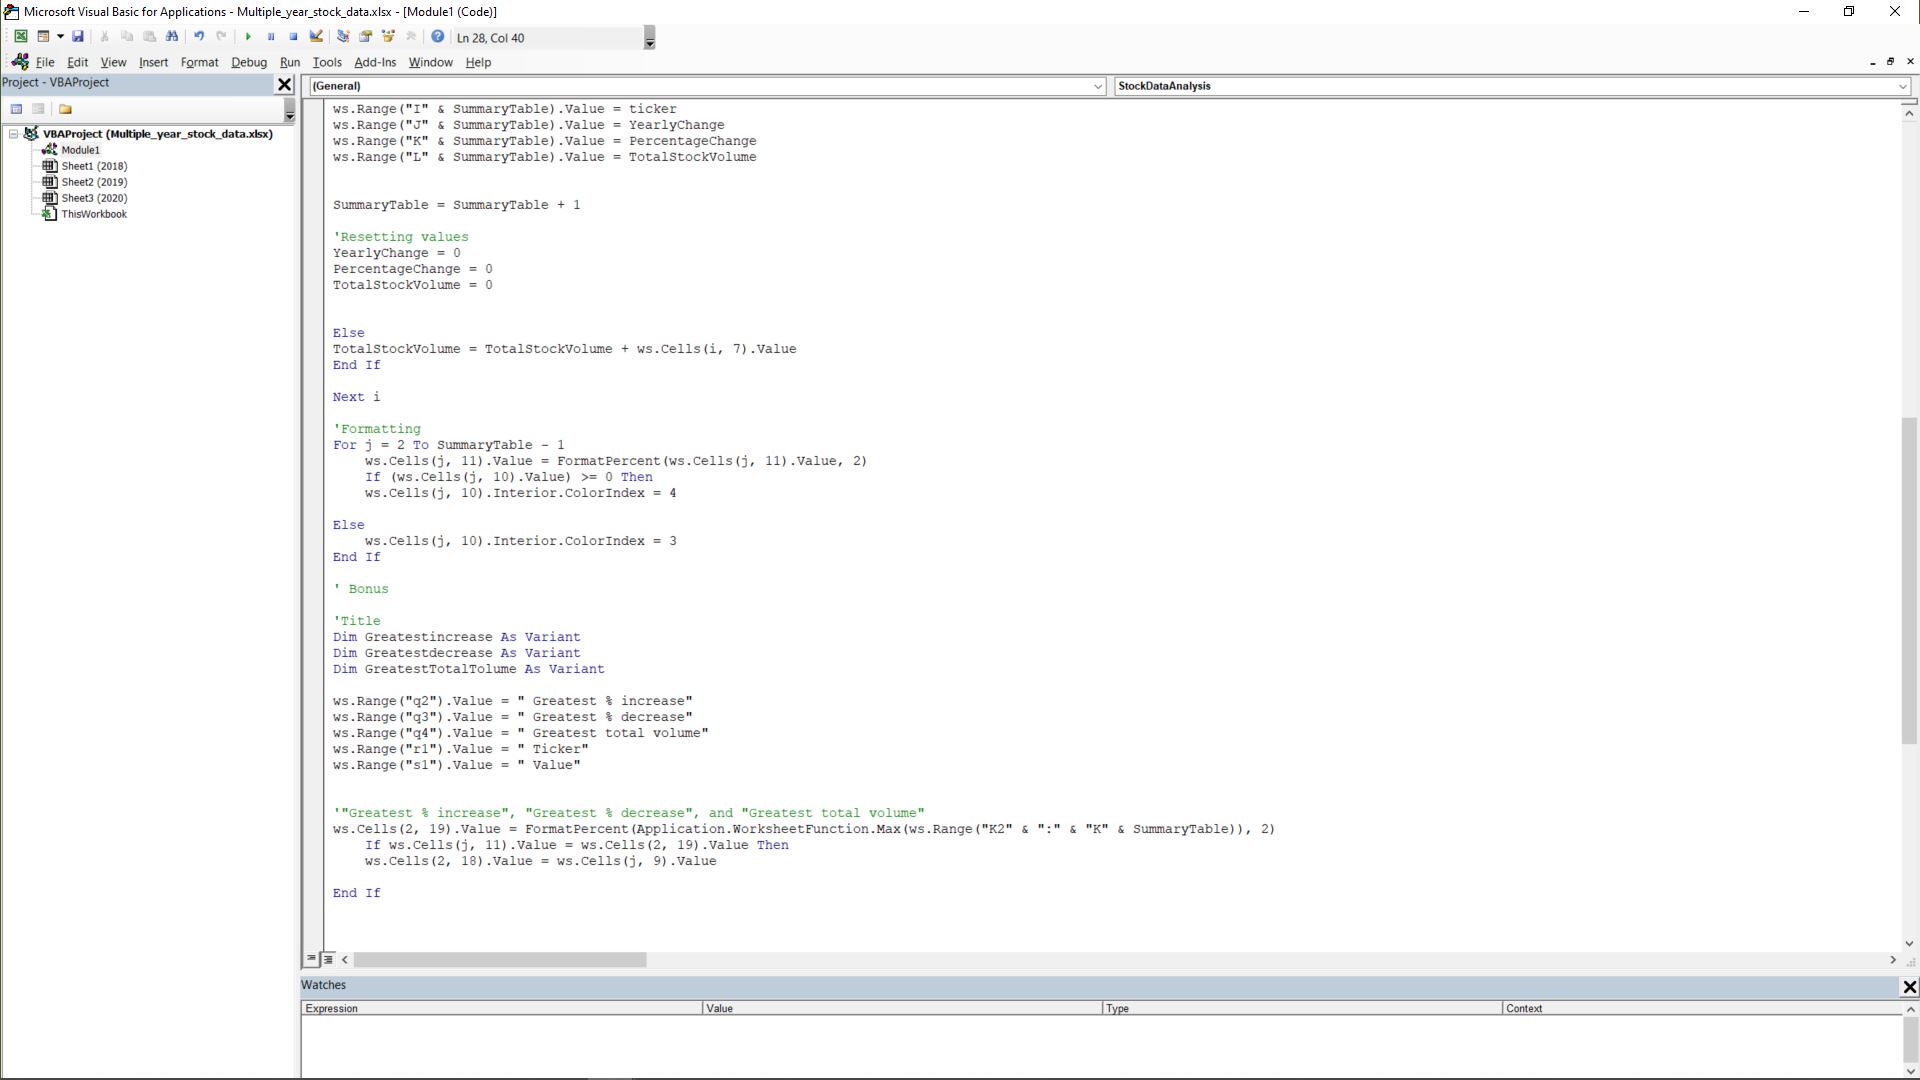 Microsoft Visual Basic for Applications - Multiple_year_stock_data.xlsx - [Module1 (Code)]
Ln 28, Col 40
File Edit View Insert Format Debug Run Tools Add-Ins Window Help
Project - VBAProject
VBAProject (Multiple_year_stock_data.xlsx)
Module1
Sheet1 (2018)
Sheet2 (2019)
Sheet3 (2020)
ThisWorkbook
(General)
StockDataAnalysis
ws.Range("I" & SummaryTable).Value = ticker
ws.Range("J" & SummaryTable).Value = YearlyChange
ws.Range("K" & SummaryTable).Value = PercentageChange
ws.Range("L" & SummaryTable).Value = TotalStockVolume
SummaryTable = SummaryTable + 1
'Resetting values
YearlyChange = 0
PercentageChange = 0
TotalStockVolume = 0
Else
TotalStockVolume = TotalStockVolume + ws.Cells(i, 7).Value
End If
Next i
'Formatting
For j = 2 To SummaryTable - 1
ws.Cells(j, 11).Value = FormatPercent(ws.Cells(j, 11).Value, 2)
If (ws.Cells(j, 10).Value) >= 0 Then
ws.Cells(j, 10).Interior.ColorIndex = 4
Else
ws.Cells(j, 10).Interior.ColorIndex = 3
End If
' Bonus
'Title
Dim Greatestincrease As Variant
Dim Greatestdecrease As Variant
Dim GreatestTotalTolume As Variant
ws.Range("q2").Value = " Greatest % increase"
ws.Range("q3").Value = " Greatest % decrease"
ws.Range("q4").Value = " Greatest total volume"
ws.Range("r1").Value = " Ticker"
ws.Range("s1").Value = " Value"
'"Greatest % increase", "Greatest % decrease", and "Greatest total volume"
ws.Cells(2, 19).Value = FormatPercent(Application.WorksheetFunction.Max(ws.Range("K2" & ":" & "K" & SummaryTable)), 2)
If ws.Cells(j, 11).Value = ws.Cells(2, 19).Value Then
ws.Cells(2, 18).Value = ws.Cells(j, 9).Value
End If
Watches
Expression Value Type Context